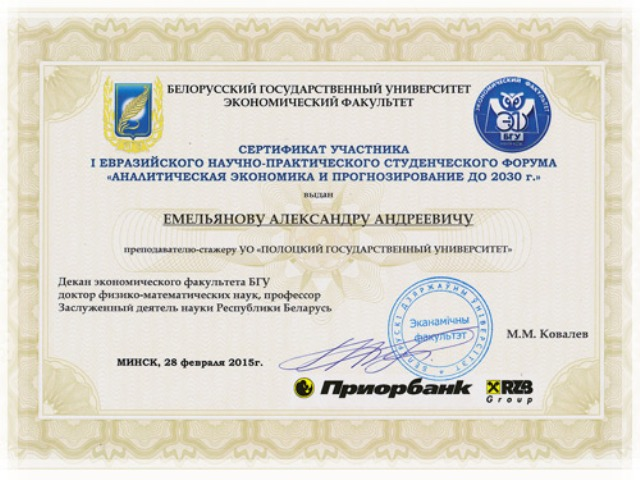 БЕЛОРУССКИЙ ГОСУДАРСТВЕННЫЙ УНИВЕРСИТЕТ
ЭКОНОМИЧЕСКИЙ ФАКУЛЬТЕТ
ЭКОНОМИЧЕСКИЙ ФАКУЛЬТЕТ
БГУ
СЕРТИФИКАТ УЧАСТНИКА
I ЕВРАЗИЙСКОГО НАУЧНО-ПРАКТИЧЕСКОГО СТУДЕНЧЕСКОГО ФОРУМА
«АНАЛИТИЧЕСКАЯ ЭКОНОМИКА И ПРОГНОЗИРОВАНИЕ ДО 2030 г.»
выдан
ЕМЕЛЬЯНОВУ АЛЕКСАНДРУ АНДРЕЕВИЧУ
преподавателю-стажеру УО «ПОЛОЦКИЙ ГОСУДАРСТВЕННЫЙ УНИВЕРСИТЕТ»
Декан экономического факультета БГУ
доктор физико-математических наук, профессор
Заслуженный деятель науки Республики Беларусь
БЕЛАРУСКІ ДЗЯРЖАЎНЫ ЎНІВЕРСІТЭТ
Эканамічны
факультэт
М.М. Ковалев
МИНСК, 28 февраля 2015г.
Приорбанк
RZB
Group